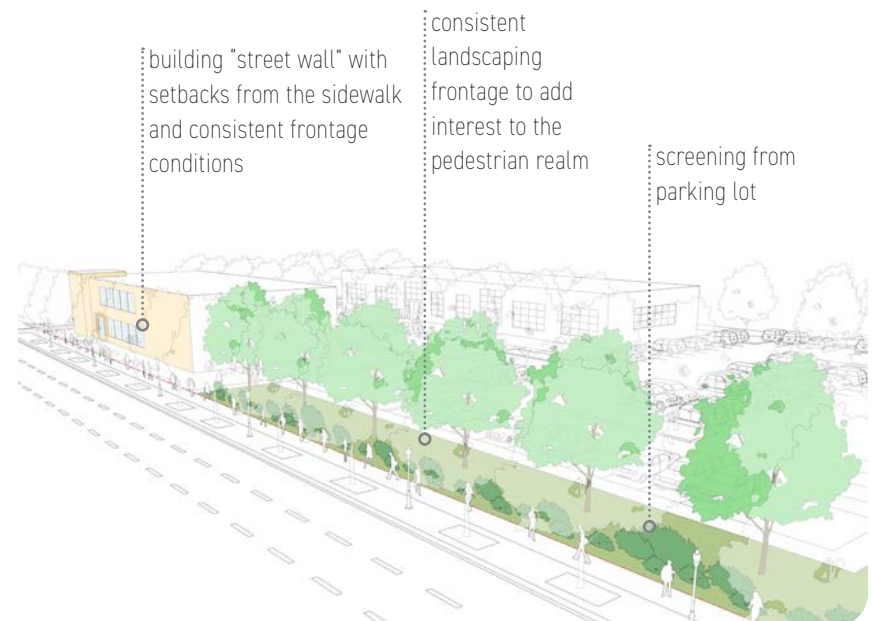 building "street wall" with
setbacks from the sidewalk
and consistent frontage
conditions
consistent
landscaping
frontage to add
interest to the
pedestrian realm
screening from
parking lot